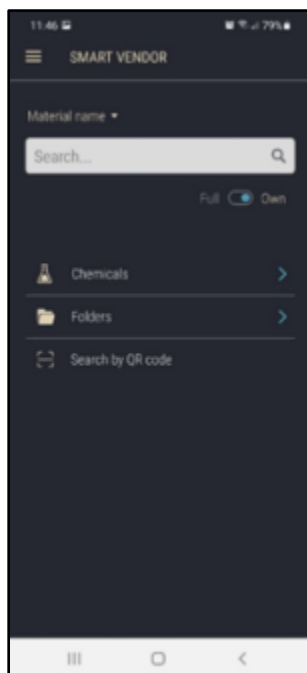 11.46 79%
SMART VENDOR
Material name
Search...
Full Own
Chemicals
Folders
Search by QR code